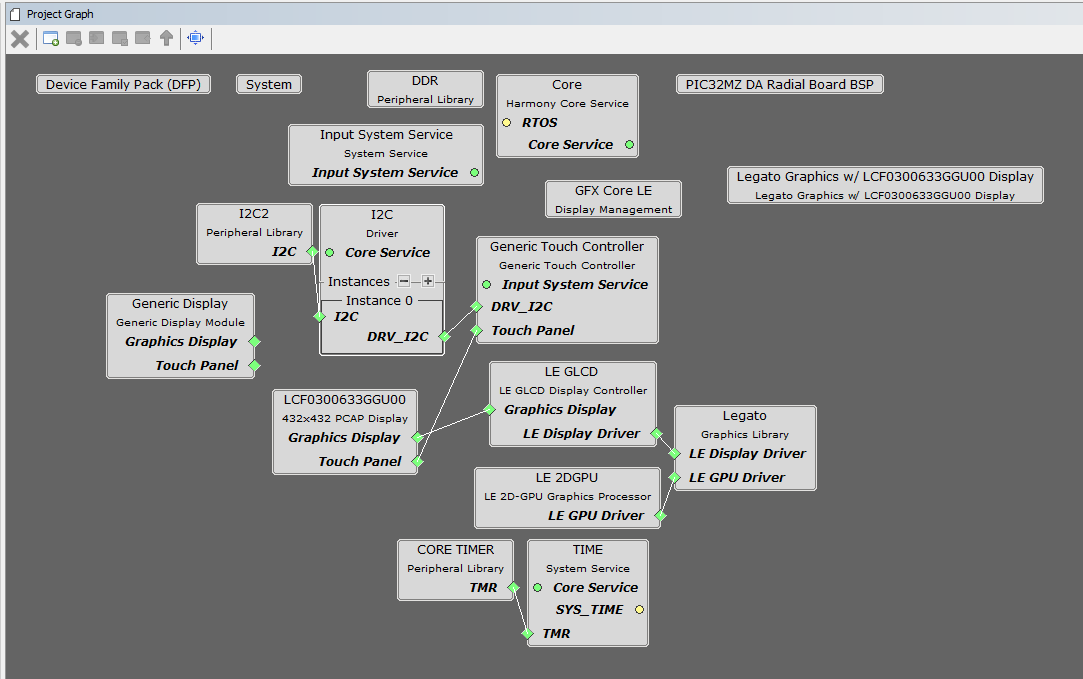 Project Graph
Device Family Pack (DFP)
System
DDR
Peripheral Library
Core
Harmony Core Service
RTOS
Core Service
PIC32MZ DA Radial Board BSP
Input System Service
System Service
Input System Service
GFX Core LE
Display Management
Legato Graphics w/ LCF0300633GGU00 Display
Legato Graphics w/ LCF0300633GGU00 Display
I2C2
Peripheral Library
I2C
I2C
Driver
Core Service
Instances
Instance 0
I2C
DRV_I2C
Generic Touch Controller
Generic Touch Controller
Input System Service
DRV_I2C
Touch Panel
Generic Display
Generic Display Module
Graphics Display
Touch Panel
LCF0300633GGU00
432x432 PCAP Display
Graphics Display
Touch Panel
LE GLCD
LE GLCD Display Controller
Graphics Display
LE Display Driver
Legato
Graphics Library
LE Display Driver
LE GPU Driver
LE 2DGPU
LE 2D-GPU Graphics Processor
LE GPU Driver
CORE TIMER
Peripheral Library
TMR
TIME
System Service
Core Service
SYS_TIME
TMR